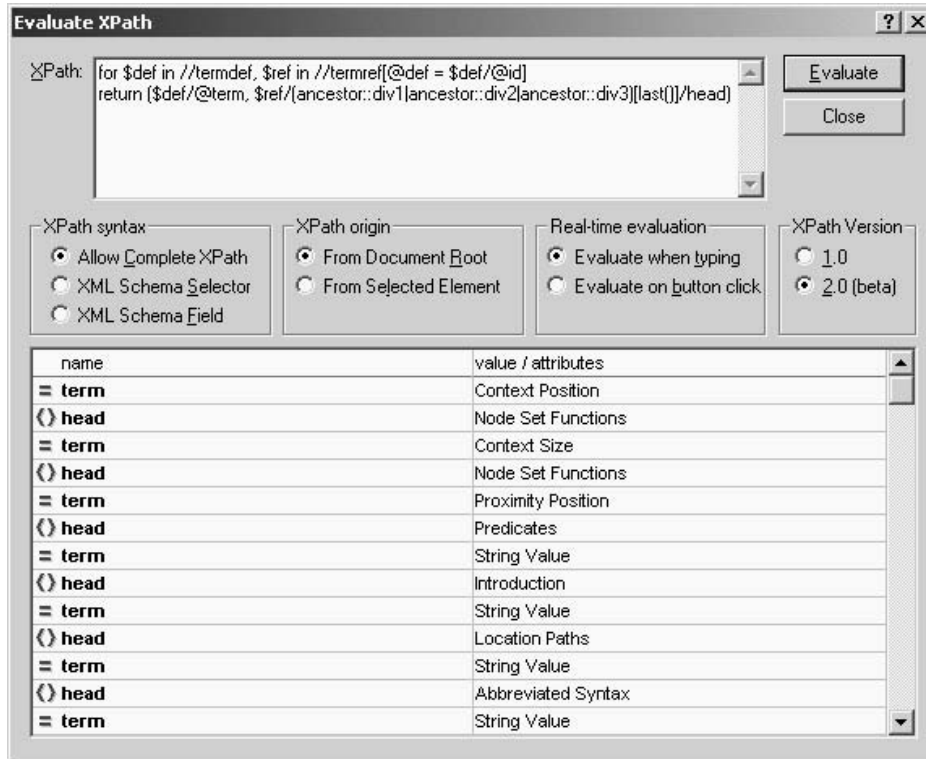 Evaluate XPath
XPath:
for $def in //termdef, $ref in //termref[@def = $def/@id]
return ($def/@term, $ref/(ancestor::div1|ancestor::div2|ancestor::div3)[last()]/head)
Evaluate
Close
XPath syntax
Allow Complete XPath
XML Schema Selector
XML Schema Field
XPath origin
From Document Root
From Selected Element
Real-time evaluation
Evaluate when typing
Evaluate on button click
XPath Version
1.0
2.0 (beta)
name value / attributes
= term Context Position
<> head Node Set Functions
= term Context Size
<> head Node Set Functions
= term Proximity Position
<> head Predicates
= term String Value
<> head Introduction
= term String Value
<> head Location Paths
= term String Value
<> head Abbreviated Syntax
= term String Value